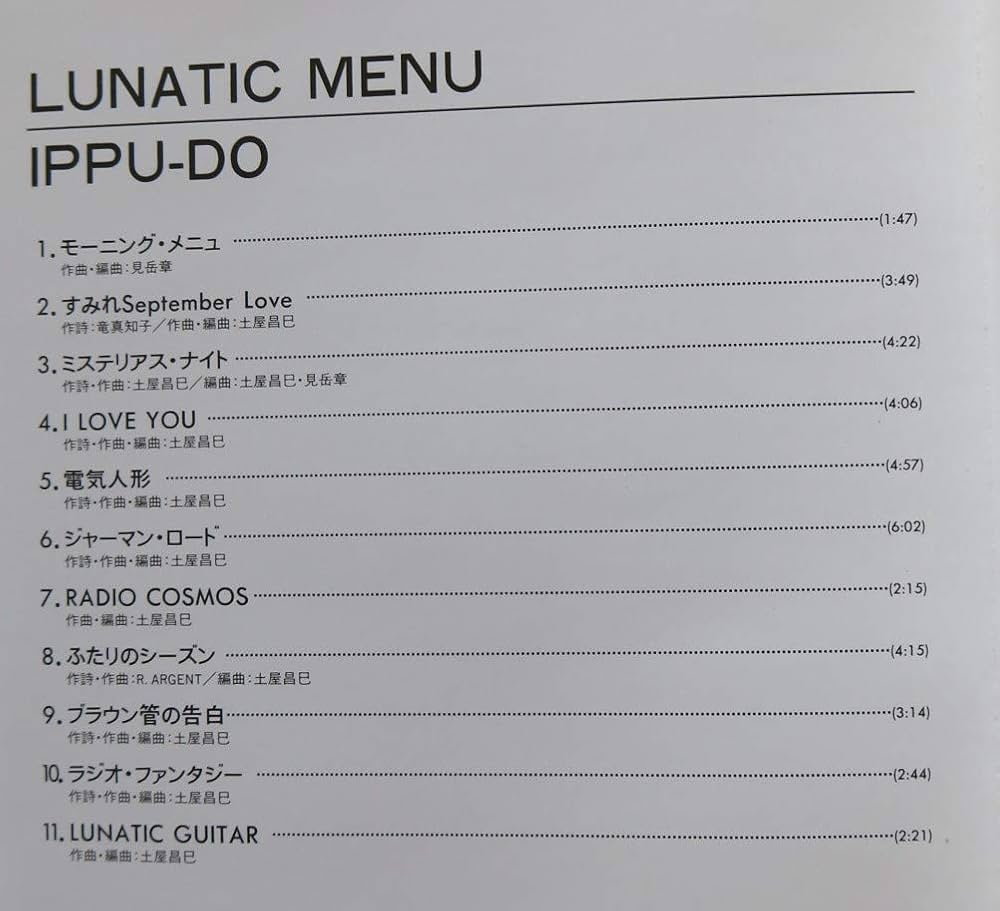 LUNATIC MENU
IPPU-DO
1.モーニング・メニュ (1:47)
作曲・編曲:見岳章
2.すみれSeptember Love (3:49)
作詩:竜真知子/作曲・編曲:土屋昌巳
3.ミステリアス・ナイト (4:22)
作詩・作曲:土屋昌巳/編曲:土屋昌巳・見岳章
4.I LOVE YOU (4:06)
作詩・作曲・編曲:土屋昌巳
5.電気人形 (4:57)
作詩・作曲・編曲:土屋昌巳
6.ジャーマン・ロード (6:02)
作詩・作曲・編曲:土屋昌巳
7.RADIO COSMOS (2:15)
作曲・編曲:土屋昌巳
8.ふたりのシーズン (4:15)
作詩・作曲:R. ARGENT/編曲:土屋昌巳
9.ブラウン管の告白 (3:14)
作詩・作曲・編曲:土屋昌巳
10.ラジオ・ファンタジー (2:44)
作詩・作曲・編曲:土屋昌巳
11.LUNATIC GUITAR (2:21)
作曲・編曲:土屋昌巳